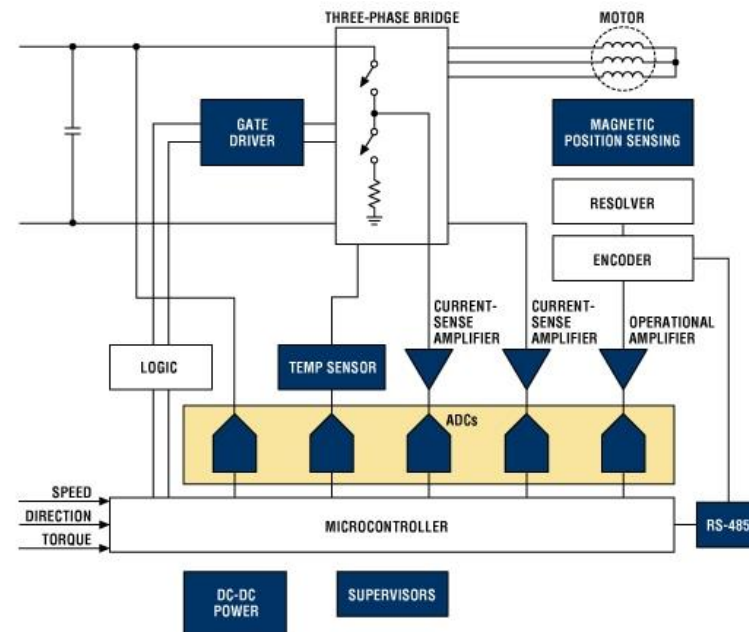 THREE-PHASE BRIDGE
MOTOR
GATE
DRIVER
MAGNETIC
POSITION SENSING
RESOLVER
ENCODER
CURRENT-
SENSE
AMPLIFIER
CURRENT-
SENSE
AMPLIFIER
OPERATIONAL
AMPLIFIER
LOGIC
TEMP SENSOR
ADCs
SPEED
DIRECTION
TORQUE
MICROCONTROLLER
RS-485
DC-DC
POWER
SUPERVISORS